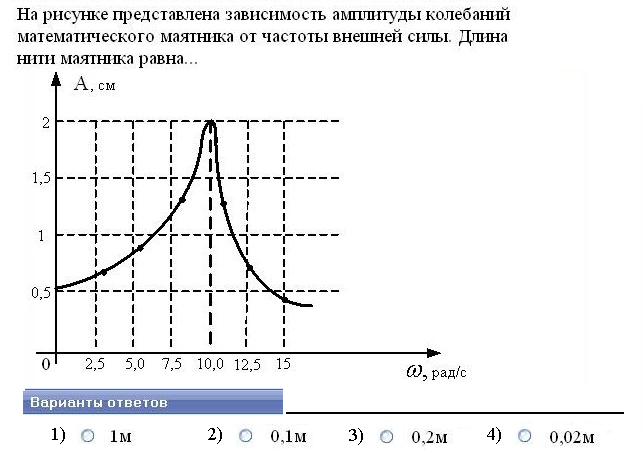 На рисунке представлена зависимость амплитуды колебаний
математического маятника от частоты внешней силы. Длина
нити маятника равна...
А, см
2
1,5
1
0,5
0 2,5 5,0 7,5 10,0 12,5 15
ω, рад/с
Варианты ответов
1) 1м 2) 0,1м 3) 0,2м 4) 0,02м